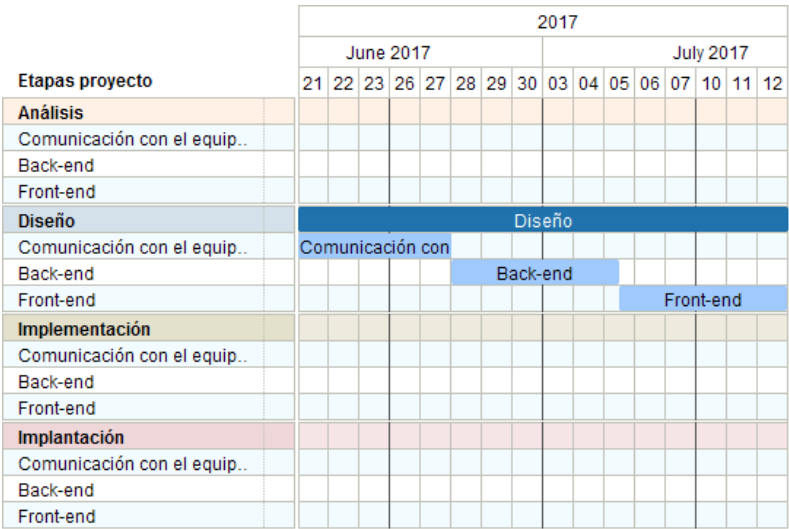 2017
June 2017 July 2017
Etapas proyecto 21 22 23 26 27 28 29 30 03 04 05 06 07 10 11 12
Análisis
Comunicación con el equip..
Back-end
Front-end
Diseño Diseño
Comunicación con el equip.. Comunicación con
Back-end Back-end
Front-end Front-end
Implementación
Comunicación con el equip..
Back-end
Front-end
Implantación
Comunicación con el equip..
Back-end
Front-end